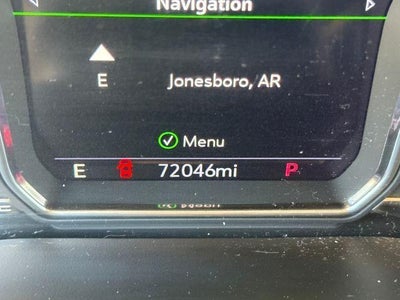 Navigation
E
Jonesboro, AR
Menu
E 72046mi P